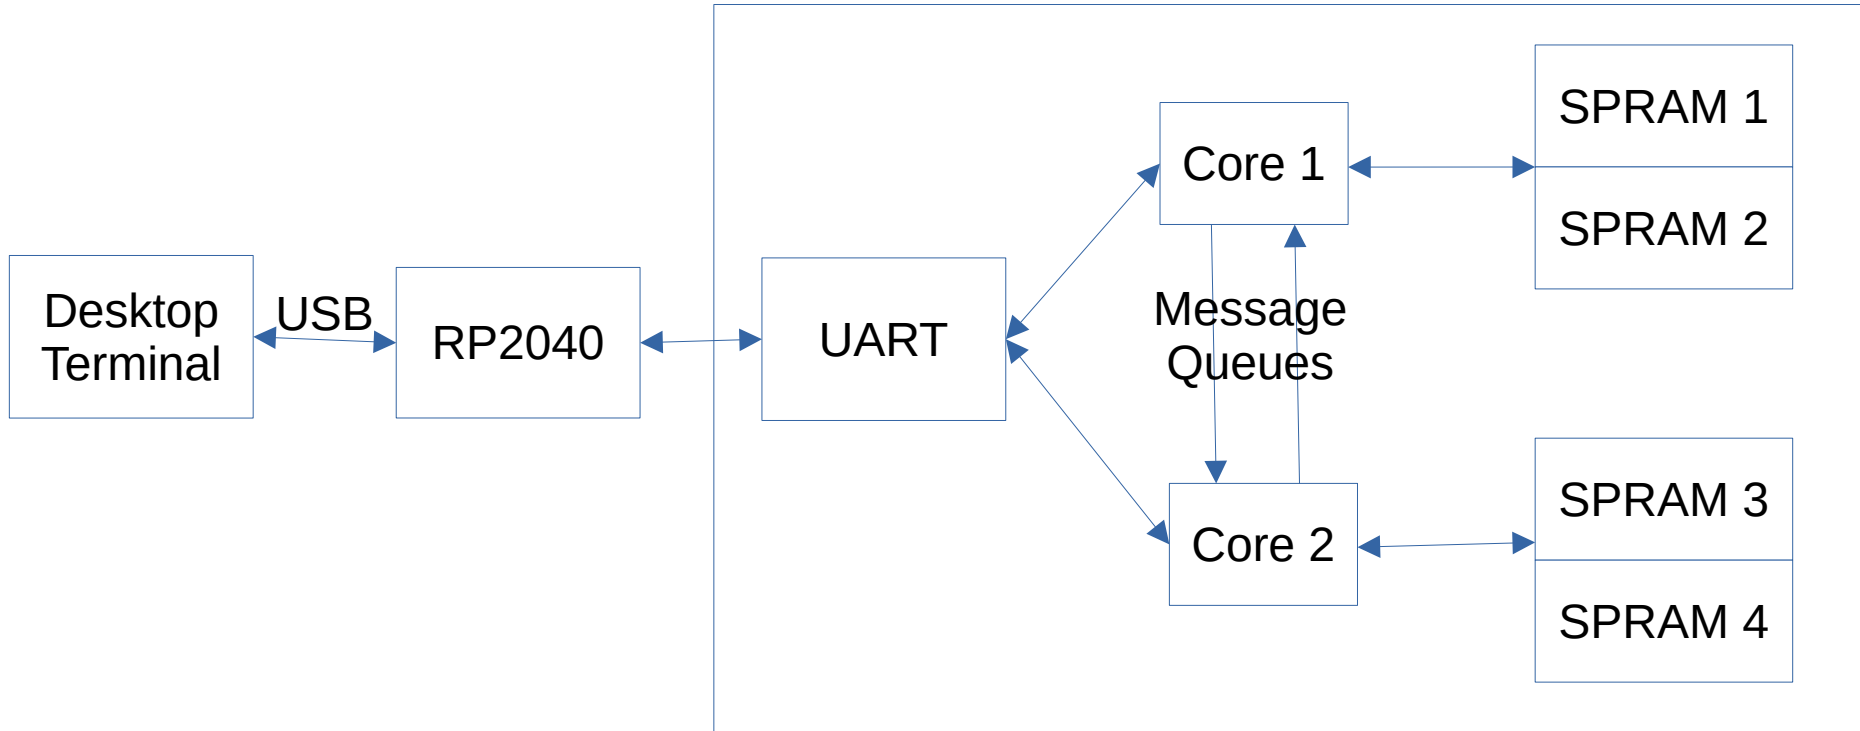 Desktop
Terminal
USB
RP2040
UART
Core 1
Message
Queues
Core 2
SPRAM 1
SPRAM 2
SPRAM 3
SPRAM 4